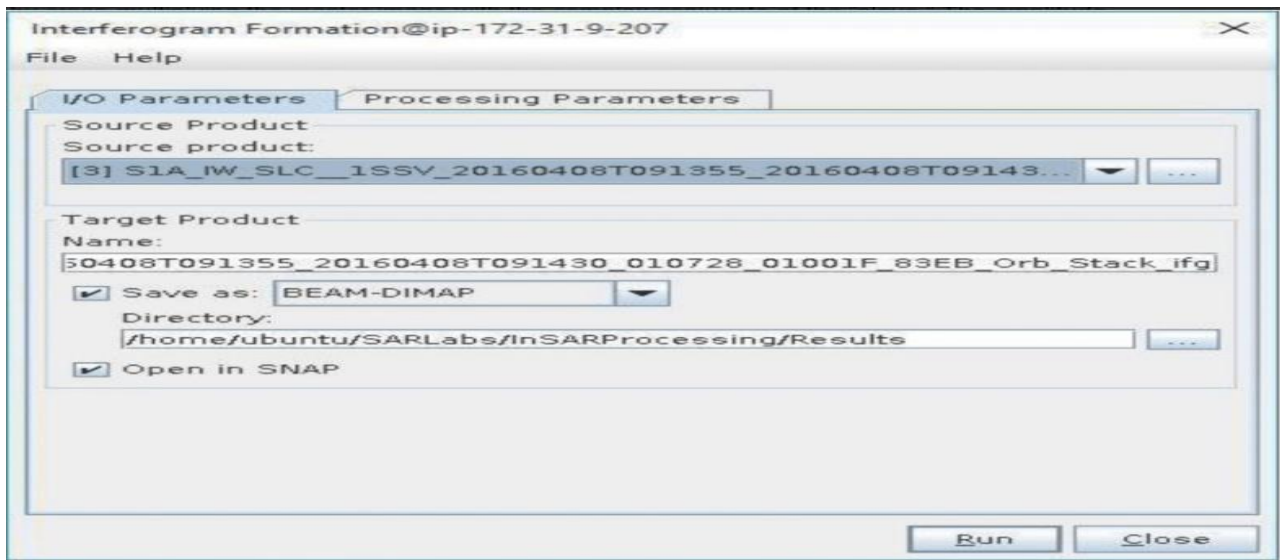 Interferogram Formation@ip-172-31-9-207
File Help
I/O Parameters Processing Parameters
Source Product
Source product:
[3] S1A_IW_SLC__1SSV_20160408T091355_20160408T09143... ...
Target Product
Name:
50408T091355_20160408T091430_010728_01001F_83EB_Orb_Stack_ifg
Save as: BEAM-DIMAP
Directory:
/home/ubuntu/SARLabs/InSARProcessing/Results ...
Open in SNAP
Run Close